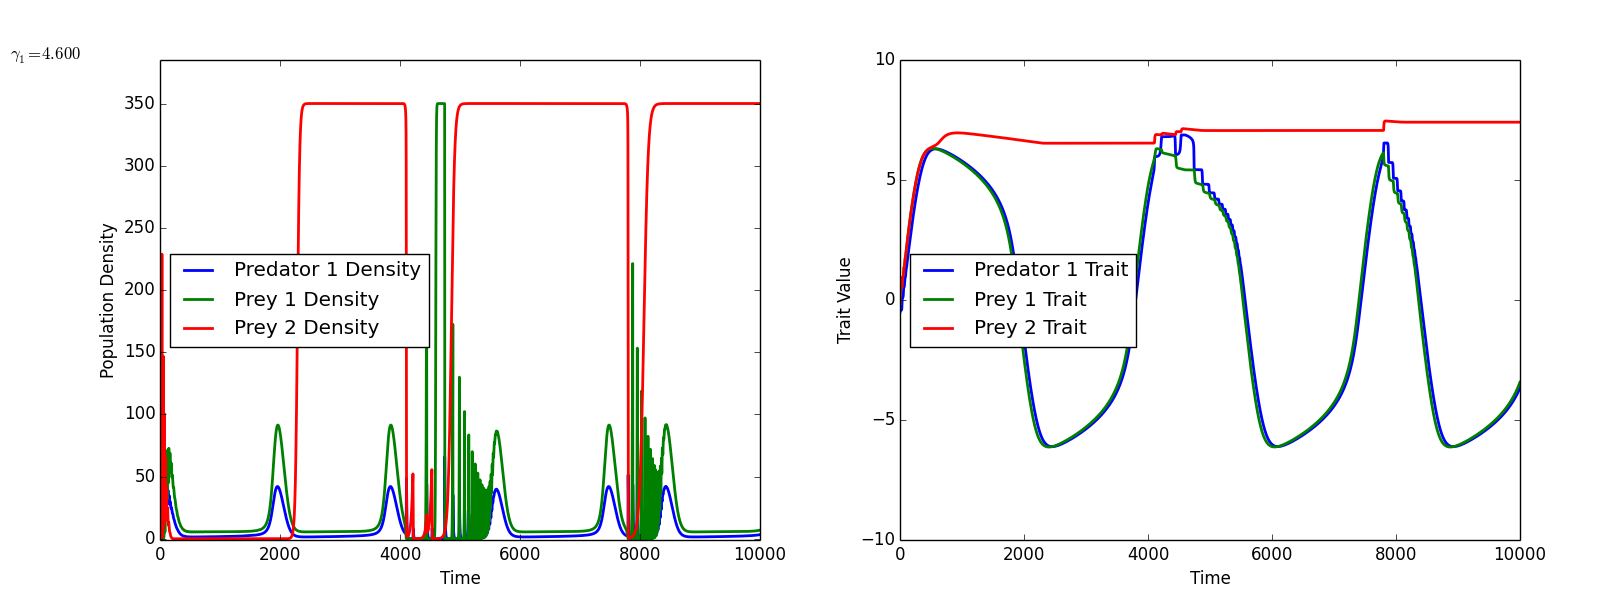 γ₁=4.600
350
300
250
200
150
100
50
0
Population Density
Predator 1 Density
Prey 1 Density
Prey 2 Density
0 2000 4000 6000 8000 10000
Time
10
5
0
−5
−10
Trait Value
Predator 1 Trait
Prey 1 Trait
Prey 2 Trait
0 2000 4000 6000 8000 10000
Time